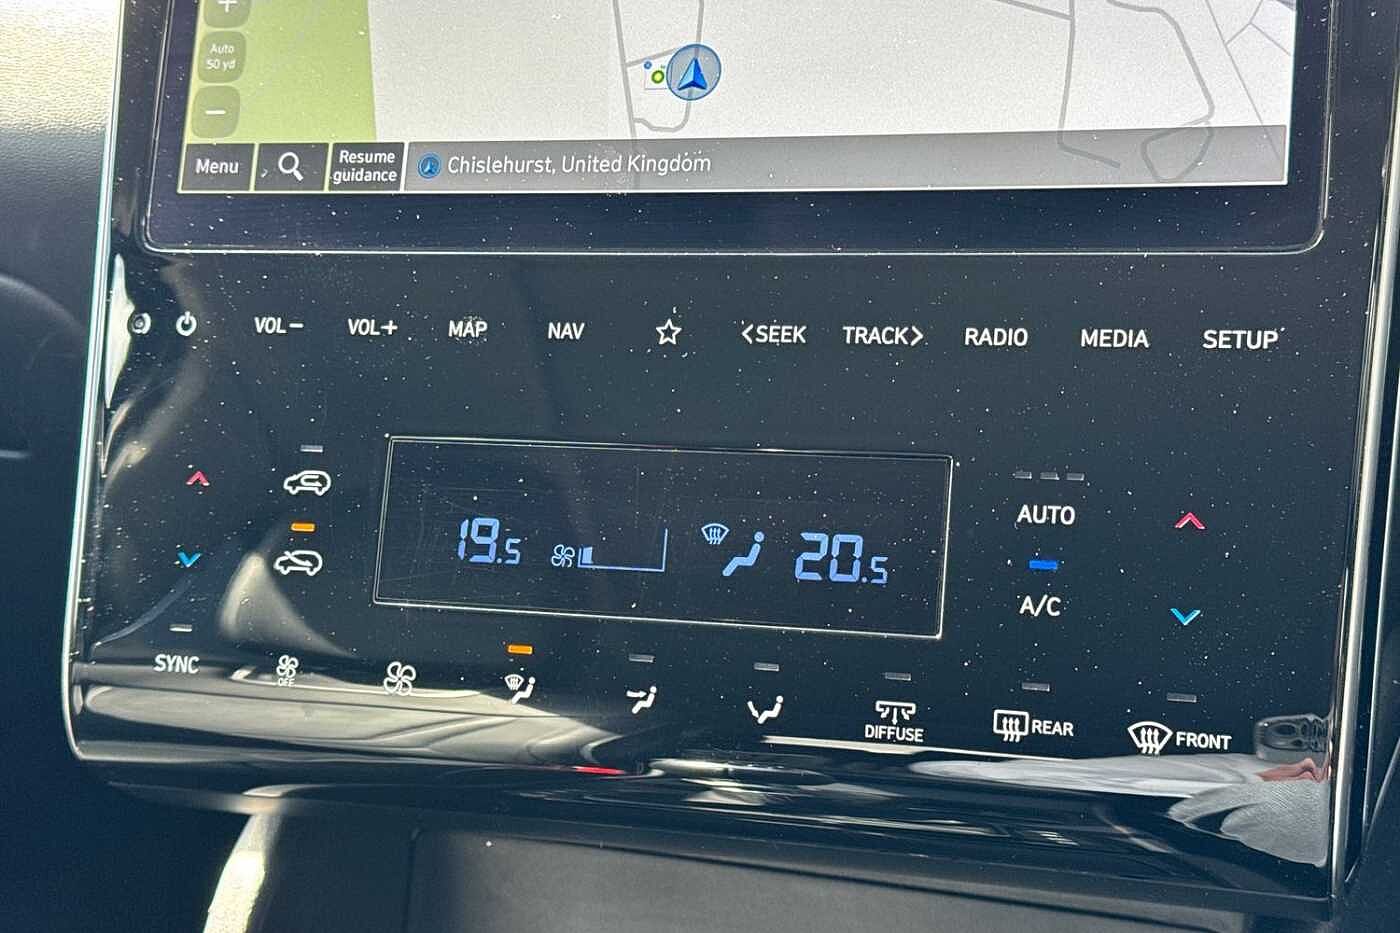 +
Auto
50 yd
−
Menu
Resume
guidance
Chislehurst, United Kingdom
VOL−
VOL+
MAP
NAV
<SEEK
TRACK>
RADIO
MEDIA
SETUP
19.5
20.5
AUTO
A/C
SYNC
OFF
DIFFUSE
REAR
FRONT